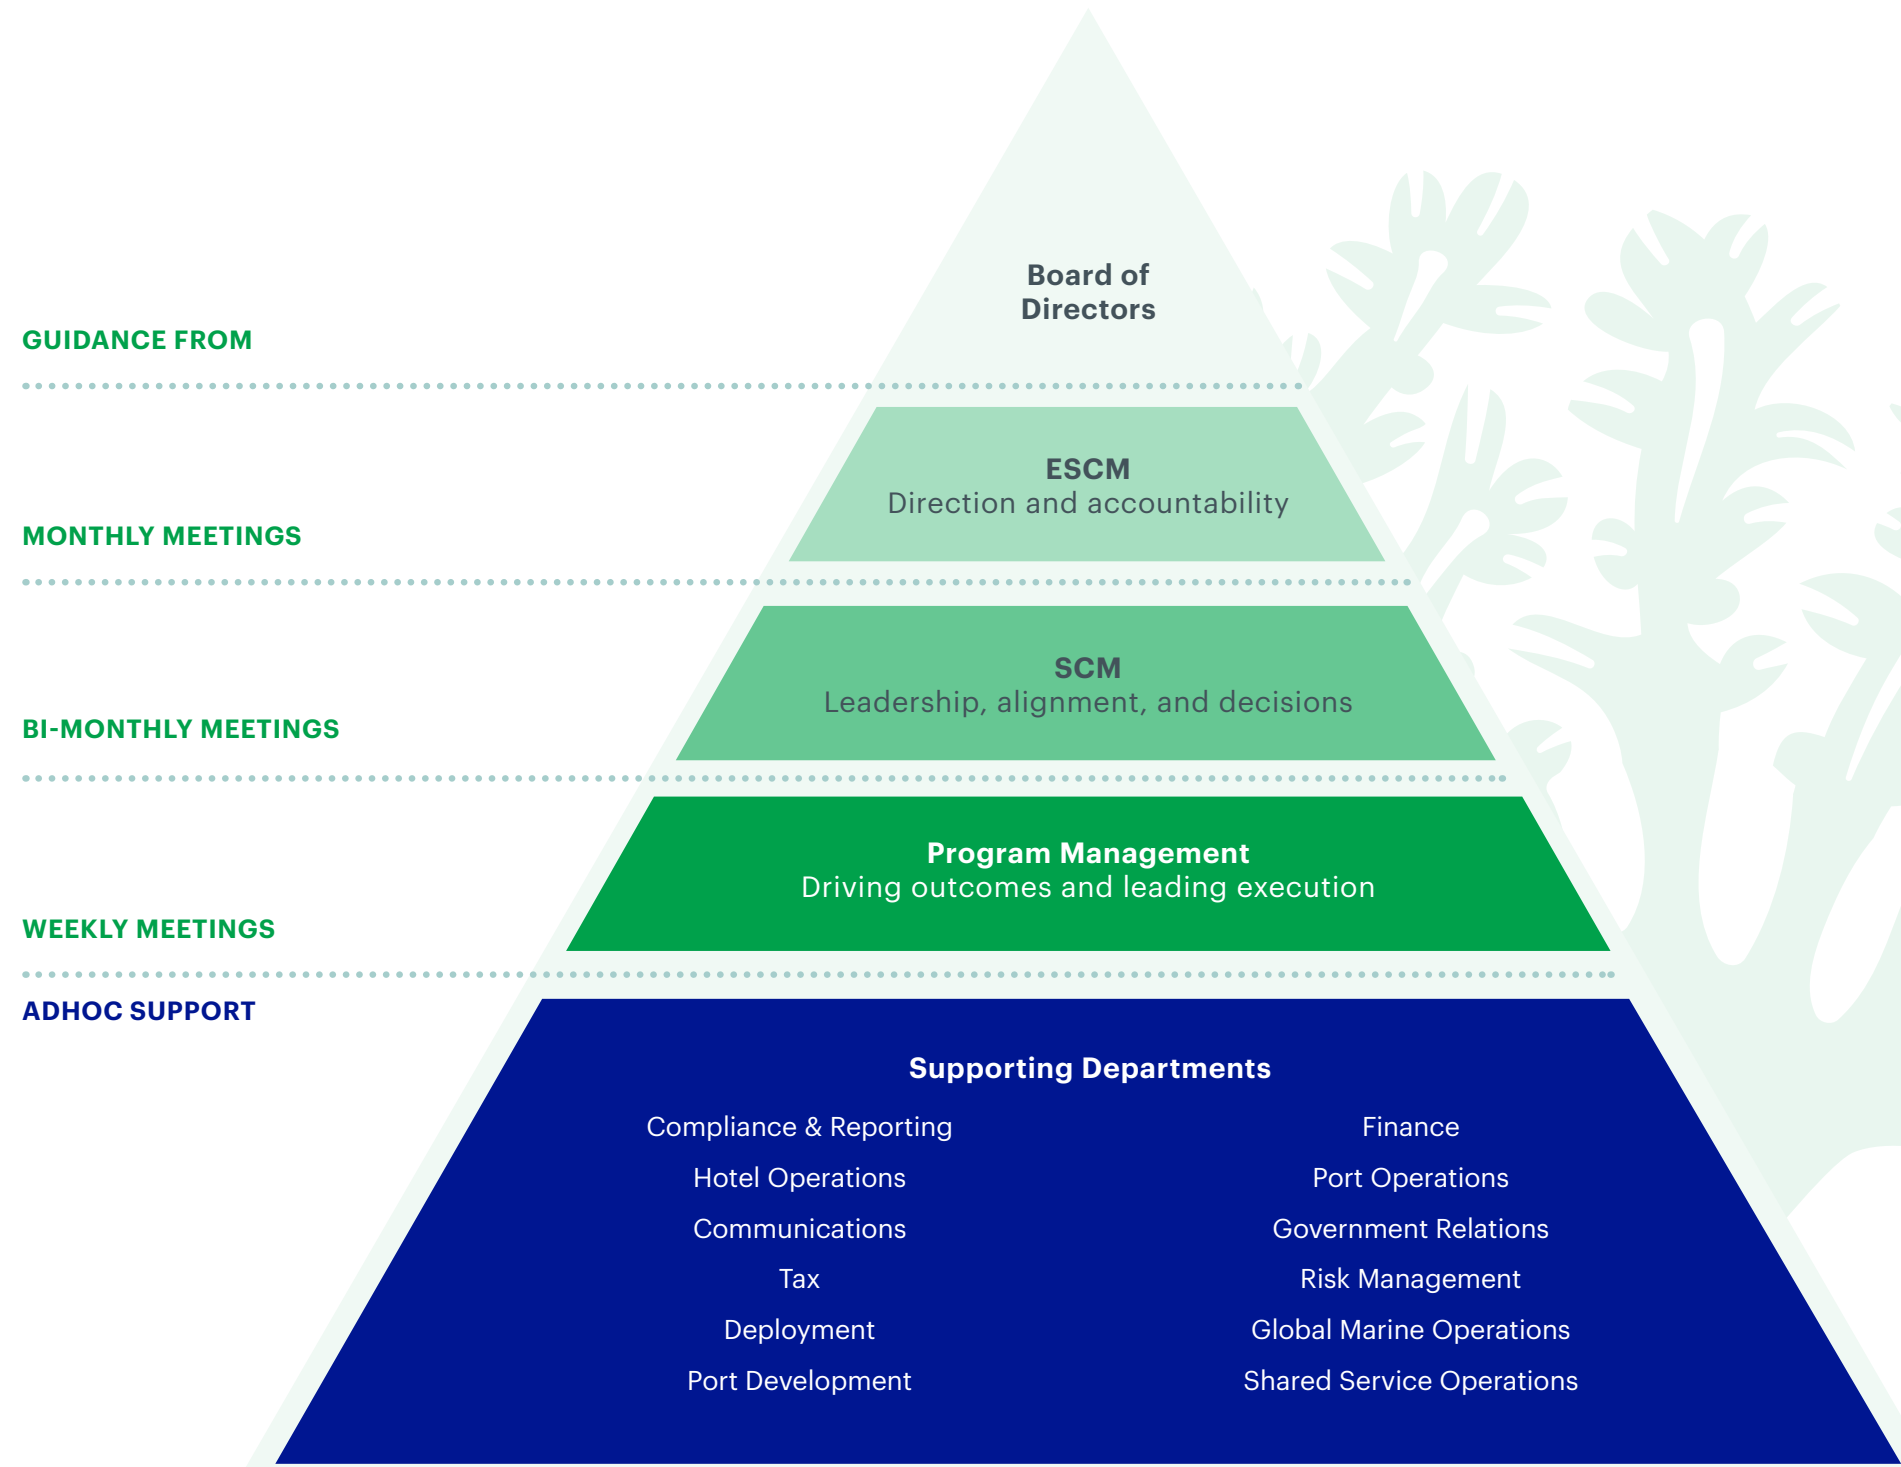 Board of
Directors
GUIDANCE FROM
ESCM
Direction and accountability
MONTHLY MEETINGS
SCM
Leadership, alignment, and decisions
BI-MONTHLY MEETINGS
Program Management
Driving outcomes and leading execution
WEEKLY MEETINGS
ADHOC SUPPORT
Supporting Departments
Compliance & Reporting
Hotel Operations
Communications
Tax
Deployment
Port Development
Finance
Port Operations
Government Relations
Risk Management
Global Marine Operations
Shared Service Operations